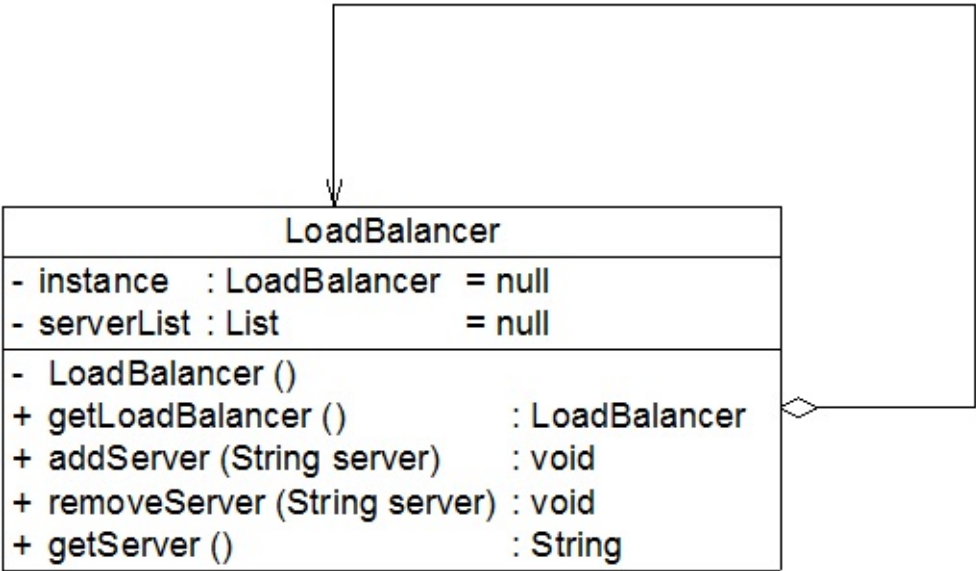 LoadBalancer
- instance : LoadBalancer = null
- serverList : List = null
- LoadBalancer ()
+ getLoadBalancer () : LoadBalancer
+ addServer (String server) : void
+ removeServer (String server) : void
+ getServer () : String